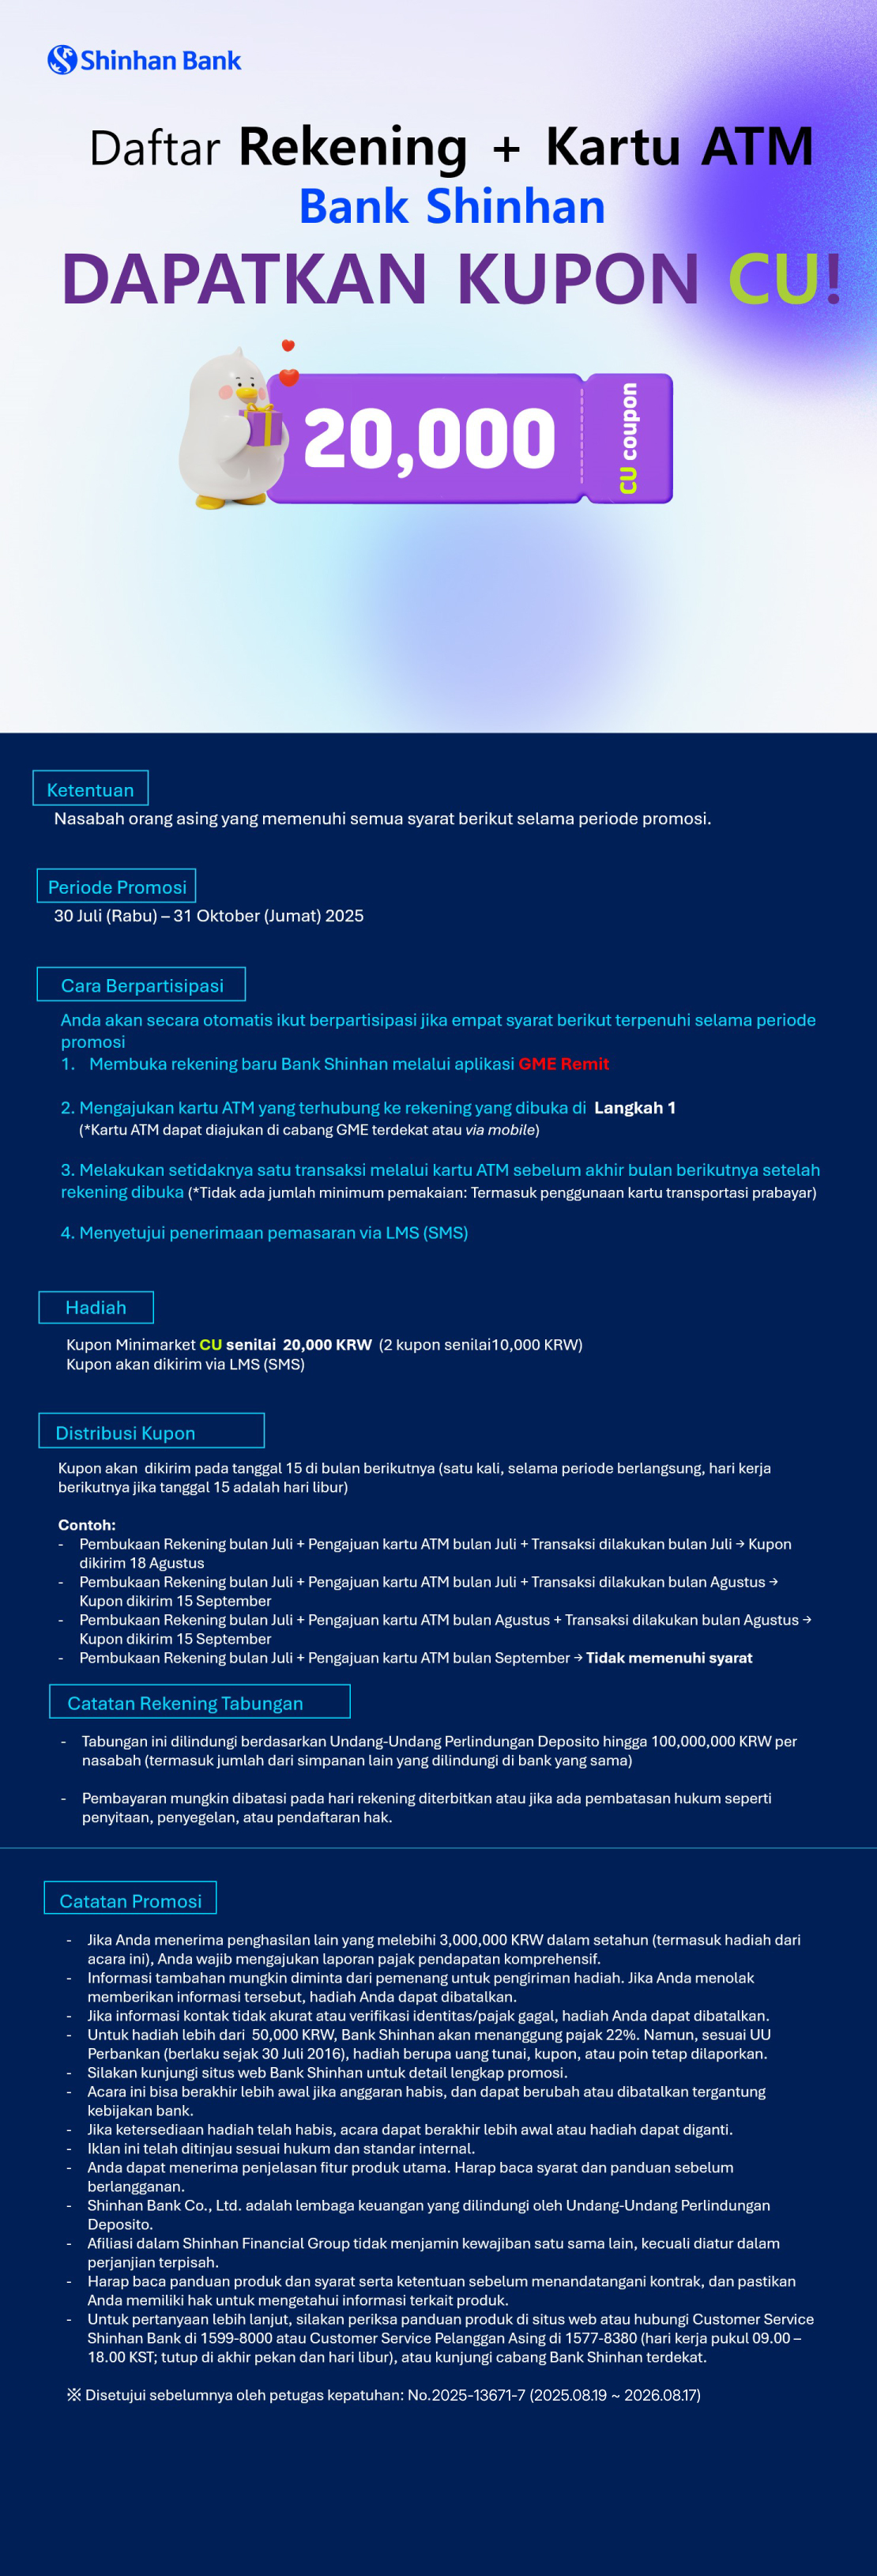 Shinhan Bank
Daftar Rekening + Kartu ATM
Bank Shinhan
DAPATKAN KUPON CU!
20,000
CU coupon
Ketentuan
Nasabah orang asing yang memenuhi semua syarat berikut selama periode promosi.
Periode Promosi
30 Juli (Rabu) – 31 Oktober (Jumat) 2025
Cara Berpartisipasi
Anda akan secara otomatis ikut berpartisipasi jika empat syarat berikut terpenuhi selama periode
promosi
1. Membuka rekening baru Bank Shinhan melalui aplikasi GME Remit
2. Mengajukan kartu ATM yang terhubung ke rekening yang dibuka di Langkah 1
(*Kartu ATM dapat diajukan di cabang GME terdekat atau via mobile)
3. Melakukan setidaknya satu transaksi melalui kartu ATM sebelum akhir bulan berikutnya setelah
rekening dibuka (*Tidak ada jumlah minimum pemakaian: Termasuk penggunaan kartu transportasi prabayar)
4. Menyetujui penerimaan pemasaran via LMS (SMS)
Hadiah
Kupon Minimarket CU senilai 20,000 KRW (2 kupon senilai10,000 KRW)
Kupon akan dikirim via LMS (SMS)
Distribusi Kupon
Kupon akan dikirim pada tanggal 15 di bulan berikutnya (satu kali, selama periode berlangsung, hari kerja
berikutnya jika tanggal 15 adalah hari libur)
Contoh:
- Pembukaan Rekening bulan Juli + Pengajuan kartu ATM bulan Juli + Transaksi dilakukan bulan Juli → Kupon
dikirim 18 Agustus
- Pembukaan Rekening bulan Juli + Pengajuan kartu ATM bulan Juli + Transaksi dilakukan bulan Agustus →
Kupon dikirim 15 September
- Pembukaan Rekening bulan Juli + Pengajuan kartu ATM bulan Agustus + Transaksi dilakukan bulan Agustus →
Kupon dikirim 15 September
- Pembukaan Rekening bulan Juli + Pengajuan kartu ATM bulan September → Tidak memenuhi syarat
Catatan Rekening Tabungan
- Tabungan ini dilindungi berdasarkan Undang-Undang Perlindungan Deposito hingga 100,000,000 KRW per
nasabah (termasuk jumlah dari simpanan lain yang dilindungi di bank yang sama)
- Pembayaran mungkin dibatasi pada hari rekening diterbitkan atau jika ada pembatasan hukum seperti
penyitaan, penyegelan, atau pendaftaran hak.
Catatan Promosi
- Jika Anda menerima penghasilan lain yang melebihi 3,000,000 KRW dalam setahun (termasuk hadiah dari
acara ini), Anda wajib mengajukan laporan pajak pendapatan komprehensif.
- Informasi tambahan mungkin diminta dari pemenang untuk pengiriman hadiah. Jika Anda menolak
memberikan informasi tersebut, hadiah Anda dapat dibatalkan.
- Jika informasi kontak tidak akurat atau verifikasi identitas/pajak gagal, hadiah Anda dapat dibatalkan.
- Untuk hadiah lebih dari 50,000 KRW, Bank Shinhan akan menanggung pajak 22%. Namun, sesuai UU
Perbankan (berlaku sejak 30 Juli 2016), hadiah berupa uang tunai, kupon, atau poin tetap dilaporkan.
- Silakan kunjungi situs web Bank Shinhan untuk detail lengkap promosi.
- Acara ini bisa berakhir lebih awal jika anggaran habis, dan dapat berubah atau dibatalkan tergantung
kebijakan bank.
- Jika ketersediaan hadiah telah habis, acara dapat berakhir lebih awal atau hadiah dapat diganti.
- Iklan ini telah ditinjau sesuai hukum dan standar internal.
- Anda dapat menerima penjelasan fitur produk utama. Harap baca syarat dan panduan sebelum
berlangganan.
- Shinhan Bank Co., Ltd. adalah lembaga keuangan yang dilindungi oleh Undang-Undang Perlindungan
Deposito.
- Afiliasi dalam Shinhan Financial Group tidak menjamin kewajiban satu sama lain, kecuali diatur dalam
perjanjian terpisah.
- Harap baca panduan produk dan syarat serta ketentuan sebelum menandatangani kontrak, dan pastikan
Anda memiliki hak untuk mengetahui informasi terkait produk.
- Untuk pertanyaan lebih lanjut, silakan periksa panduan produk di situs web atau hubungi Customer Service
Shinhan Bank di 1599-8000 atau Customer Service Pelanggan Asing di 1577-8380 (hari kerja pukul 09.00 –
18.00 KST; tutup di akhir pekan dan hari libur), atau kunjungi cabang Bank Shinhan terdekat.
※ Disetujui sebelumnya oleh petugas kepatuhan: No.2025-13671-7 (2025.08.19 ~ 2026.08.17)